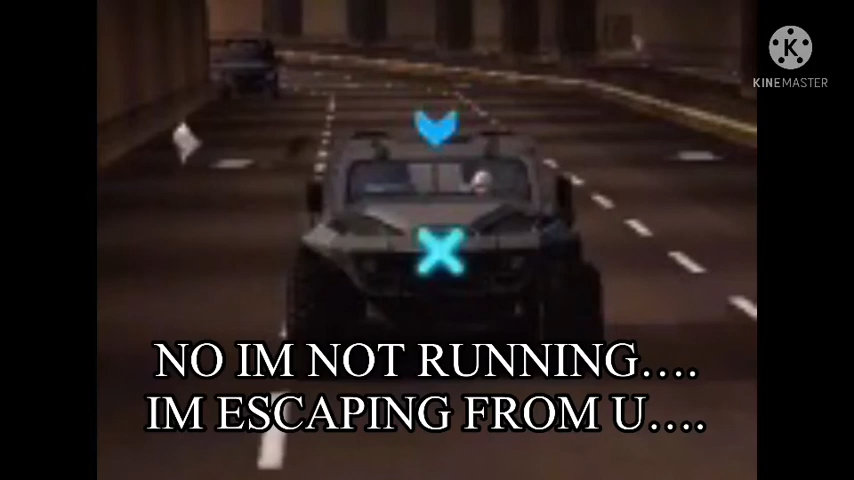 K
KINEMASTER
NO IM NOT RUNNING....
IM ESCAPING FROM U....